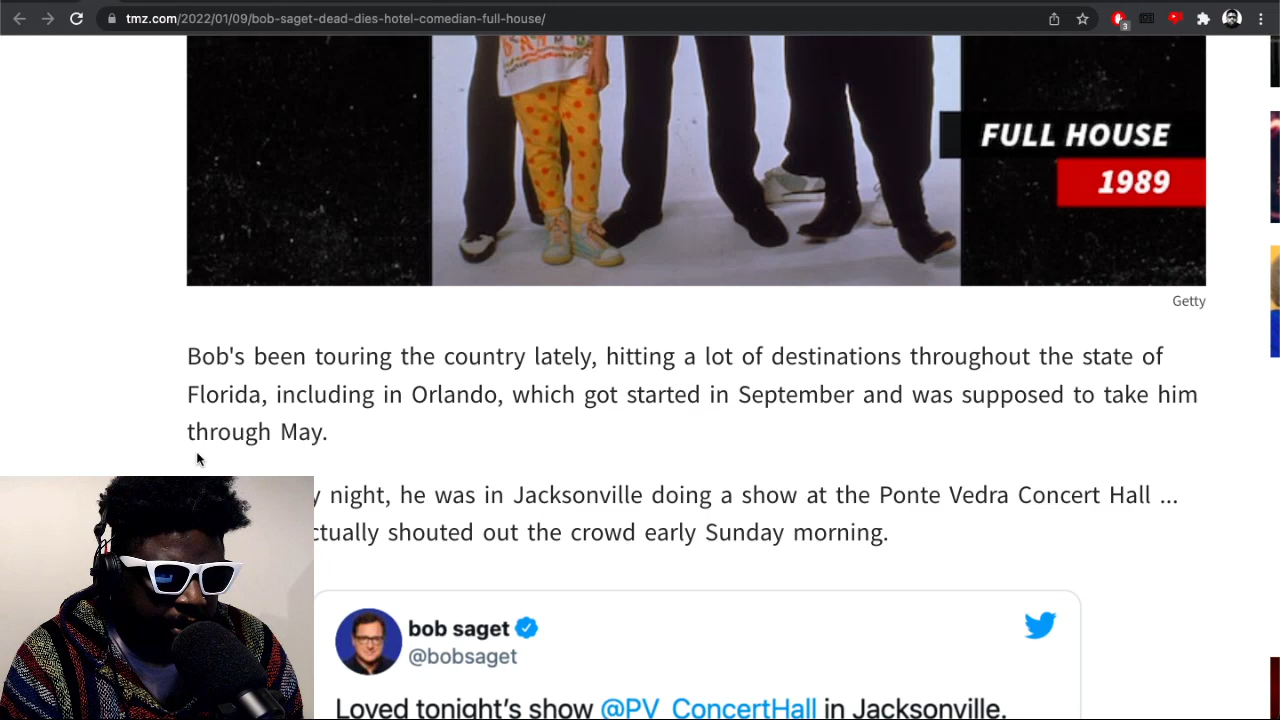 tmz.com/2022/01/09/bob-saget-dead-dies-hotel-comedian-full-house/
3
FULL HOUSE
1989
Getty
Bob's been touring the country lately, hitting a lot of destinations throughout the state of
Florida, including in Orlando, which got started in September and was supposed to take him
through May.
y night, he was in Jacksonville doing a show at the Ponte Vedra Concert Hall ...
ctually shouted out the crowd early Sunday morning.
bob saget
@bobsaget
Loved tonight's show @PV_ConcertHall in Jacksonville.